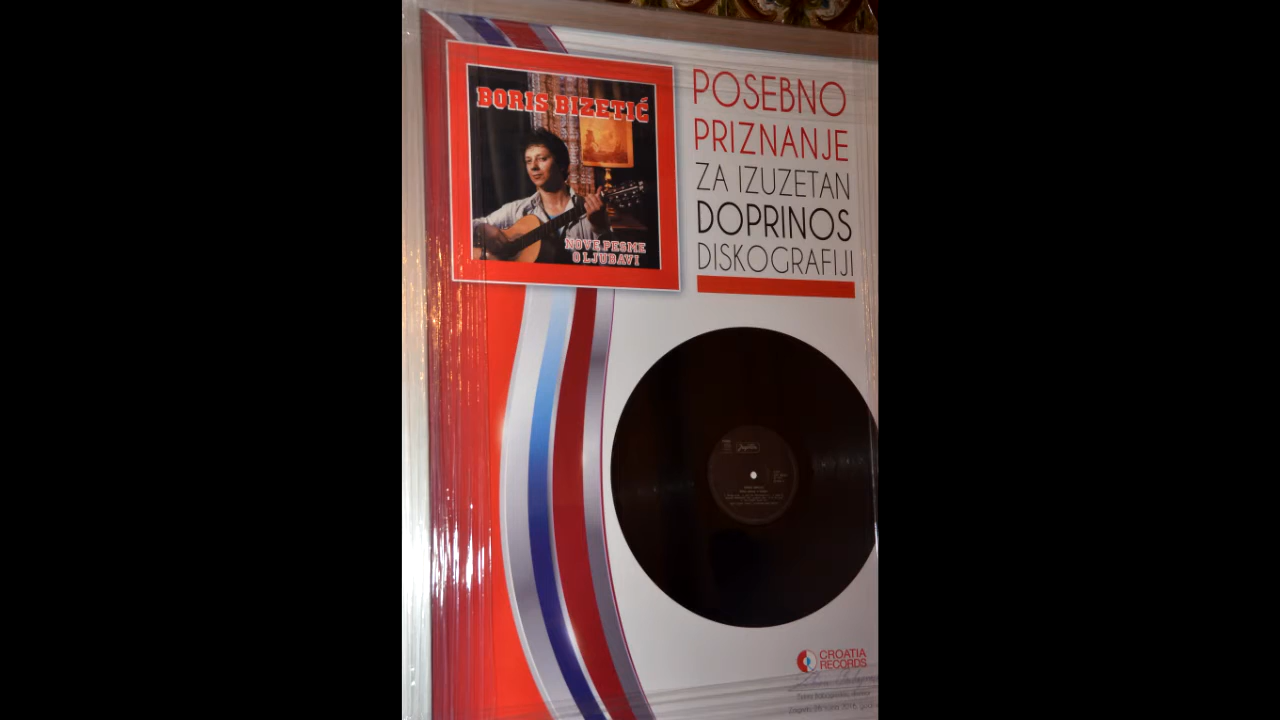 BORIS BIZETIĆ
NOVE PESME
O LJUBAVI
POSEBNO
PRIZNANJE
ZA IZUZETAN
DOPRINOS
DISKOGRAFIJI
CROATIA
RECORDS